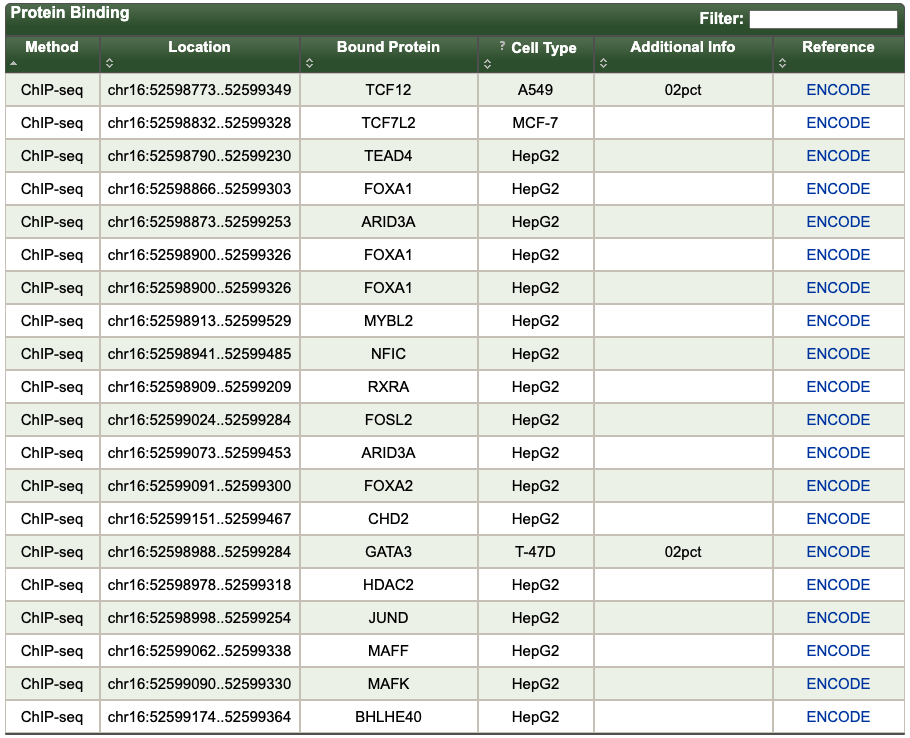 Protein Binding
Filter:
Method Location Bound Protein ? Cell Type Additional Info Reference
ChIP-seq chr16:52598773..52599349 TCF12 A549 02pct ENCODE
ChIP-seq chr16:52598832..52599328 TCF7L2 MCF-7 ENCODE
ChIP-seq chr16:52598790..52599230 TEAD4 HepG2 ENCODE
ChIP-seq chr16:52598866..52599303 FOXA1 HepG2 ENCODE
ChIP-seq chr16:52598873..52599253 ARID3A HepG2 ENCODE
ChIP-seq chr16:52598900..52599326 FOXA1 HepG2 ENCODE
ChIP-seq chr16:52598900..52599326 FOXA1 HepG2 ENCODE
ChIP-seq chr16:52598913..52599529 MYBL2 HepG2 ENCODE
ChIP-seq chr16:52598941..52599485 NFIC HepG2 ENCODE
ChIP-seq chr16:52598909..52599209 RXRA HepG2 ENCODE
ChIP-seq chr16:52599024..52599284 FOSL2 HepG2 ENCODE
ChIP-seq chr16:52599073..52599453 ARID3A HepG2 ENCODE
ChIP-seq chr16:52599091..52599300 FOXA2 HepG2 ENCODE
ChIP-seq chr16:52599151..52599467 CHD2 HepG2 ENCODE
ChIP-seq chr16:52598988..52599284 GATA3 T-47D 02pct ENCODE
ChIP-seq chr16:52598978..52599318 HDAC2 HepG2 ENCODE
ChIP-seq chr16:52598998..52599254 JUND HepG2 ENCODE
ChIP-seq chr16:52599062..52599338 MAFF HepG2 ENCODE
ChIP-seq chr16:52599090..52599330 MAFK HepG2 ENCODE
ChIP-seq chr16:52599174..52599364 BHLHE40 HepG2 ENCODE